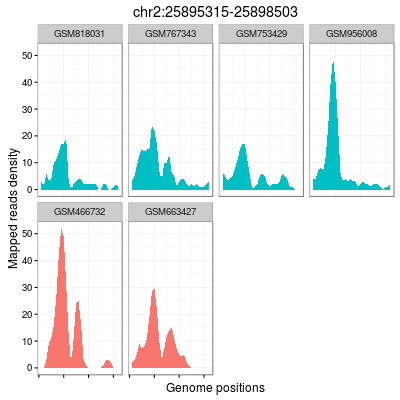 chr2:25895315-25898503
GSM818031 GSM767343 GSM753429 GSM956008
50
40
30
20
10
0
GSM466732 GSM663427
50
40
30
20
10
0
Mapped reads density
Genome positions